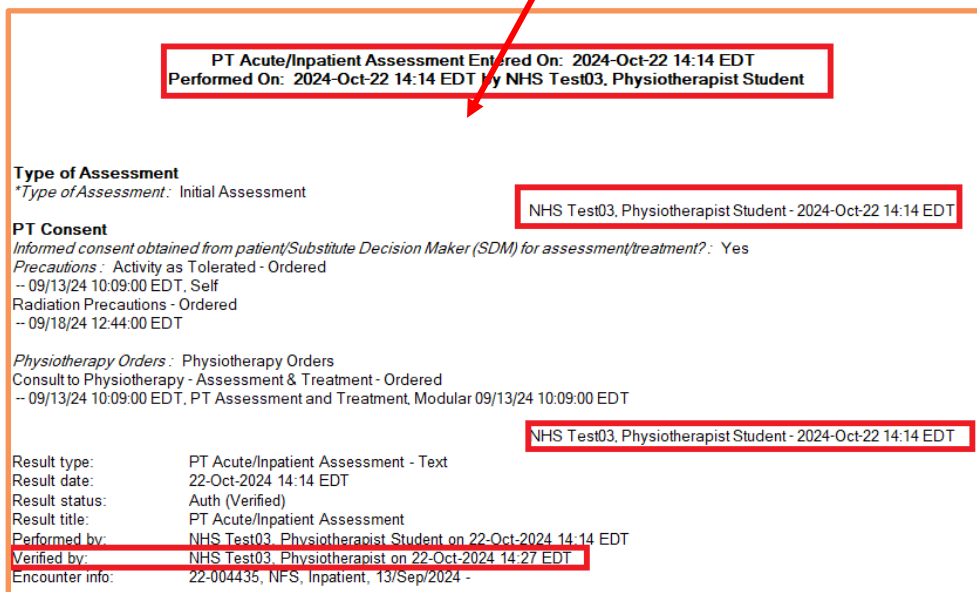 PT Acute/Inpatient Assessment Entered On: 2024-Oct-22 14:14 EDT
Performed On: 2024-Oct-22 14:14 EDT by NHS Test03, Physiotherapist Student
Type of Assessment
*Type of Assessment: Initial Assessment
NHS Test03, Physiotherapist Student - 2024-Oct-22 14:14 EDT
PT Consent
Informed consent obtained from patient/Substitute Decision Maker (SDM) for assessment/treatment?: Yes
Precautions: Activity as Tolerated - Ordered
-- 09/13/24 10:09:00 EDT, Self
Radiation Precautions - Ordered
-- 09/18/24 12:44:00 EDT
Physiotherapy Orders: Physiotherapy Orders
Consult to Physiotherapy - Assessment & Treatment - Ordered
-- 09/13/24 10:09:00 EDT, PT Assessment and Treatment, Modular 09/13/24 10:09:00 EDT
NHS Test03, Physiotherapist Student - 2024-Oct-22 14:14 EDT
Result type: PT Acute/Inpatient Assessment - Text
Result date: 22-Oct-2024 14:14 EDT
Result status: Auth (Verified)
Result title: PT Acute/Inpatient Assessment
Performed by: NHS Test03, Physiotherapist Student on 22-Oct-2024 14:14 EDT
Verified by: NHS Test03, Physiotherapist on 22-Oct-2024 14:27 EDT
Encounter info: 22-004435, NFS, Inpatient, 13/Sep/2024 -